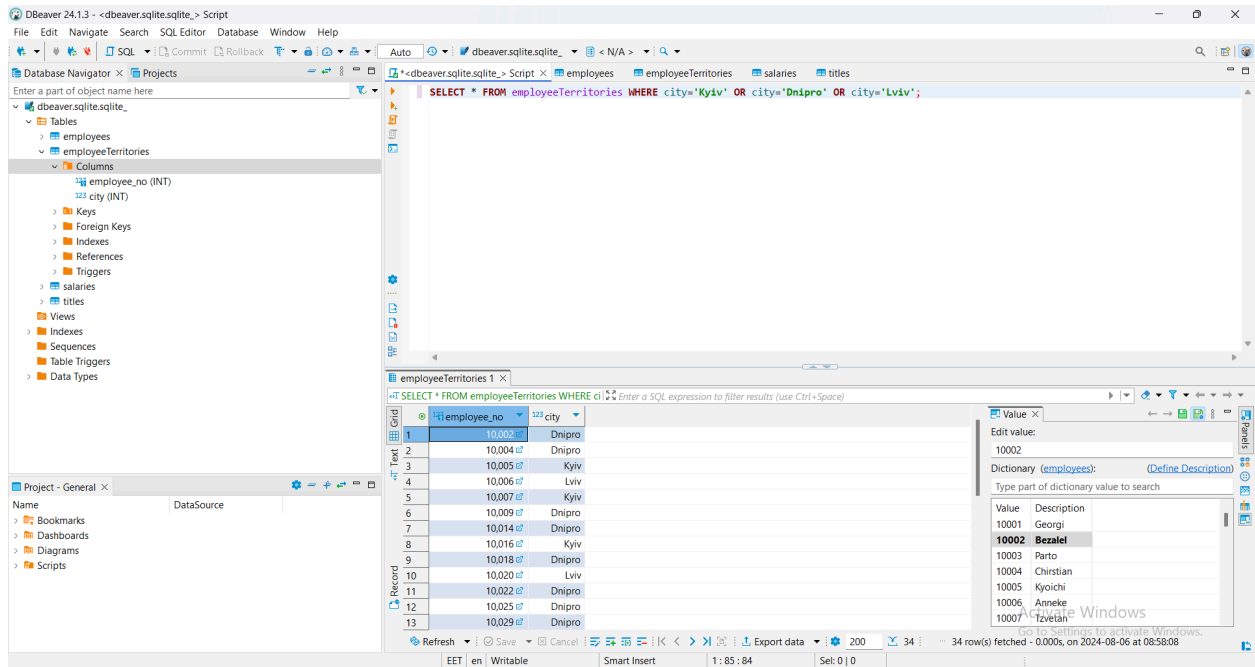 DBeaver 24.1.3 - <dbeaver.sqlite.sqlite_> Script
File Edit Navigate Search SQL Editor Database Window Help
SQL Commit Rollback Auto dbeaver.sqlite.sqlite_ < N/A >
Database Navigator Projects
Enter a part of object name here
dbeaver.sqlite.sqlite_
Tables
employees
employeeTerritories
Columns
123 employee_no (INT)
123 city (INT)
Keys
Foreign Keys
Indexes
References
Triggers
salaries
titles
Views
Indexes
Sequences
Table Triggers
Data Types
Project - General
Name DataSource
Bookmarks
Dashboards
Diagrams
Scripts
*<dbeaver.sqlite.sqlite_> Script employees employeeTerritories salaries titles
SELECT * FROM employeeTerritories WHERE city='Kyiv' OR city='Dnipro' OR city='Lviv';
employeeTerritories 1
SELECT * FROM employeeTerritories WHERE ci Enter a SQL expression to filter results (use Ctrl+Space)
Grid
Text
Record
123 employee_no 123 city
1 10,002 Dnipro
2 10,004 Dnipro
3 10,005 Kyiv
4 10,006 Lviv
5 10,007 Kyiv
6 10,009 Dnipro
7 10,014 Dnipro
8 10,016 Kyiv
9 10,018 Dnipro
10 10,020 Lviv
11 10,022 Dnipro
12 10,025 Dnipro
13 10,029 Dnipro
Value
Edit value:
10002
Dictionary (employees): (Define Description)
Type part of dictionary value to search
Value Description
10001 Georgi
10002 Bezalel
10003 Parto
10004 Chirstian
10005 Kyoichi
10006 Anneke
10007 Tzvetan
Panels
Activate Windows
Go to Settings to activate Windows.
Refresh Save Cancel Export data 200 34 34 row(s) fetched - 0.000s, on 2024-08-06 at 08:58:08
EET en Writable Smart Insert 1 : 85 : 84 Sel: 0 | 0